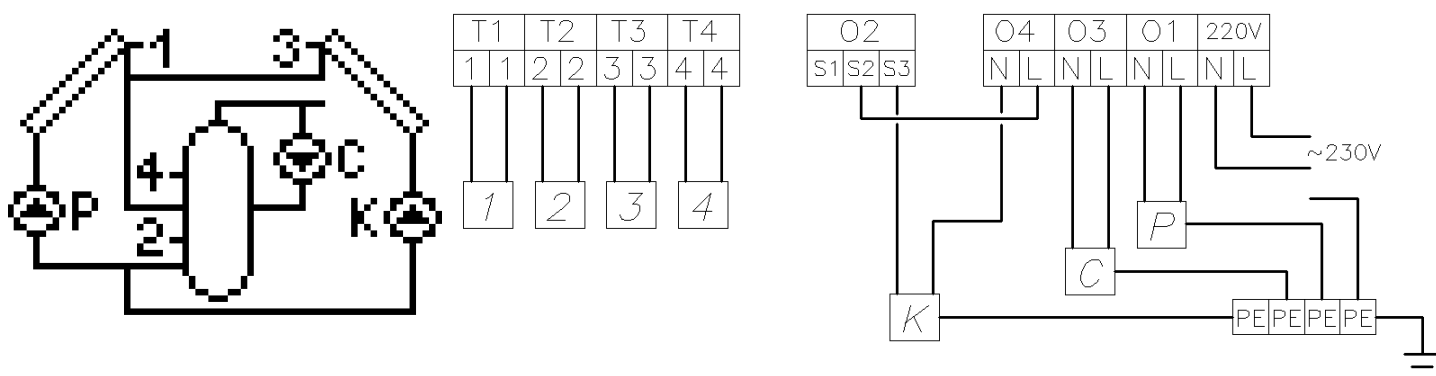 1 3
4 C
P K
2
T1 T2 T3 T4
1 1 2 2 3 3 4 4
1 2 3 4
O2 O4 O3 O1 220V
S1 S2 S3 N L N L N L N L
~230V
P
C
K
PE PE PE PE